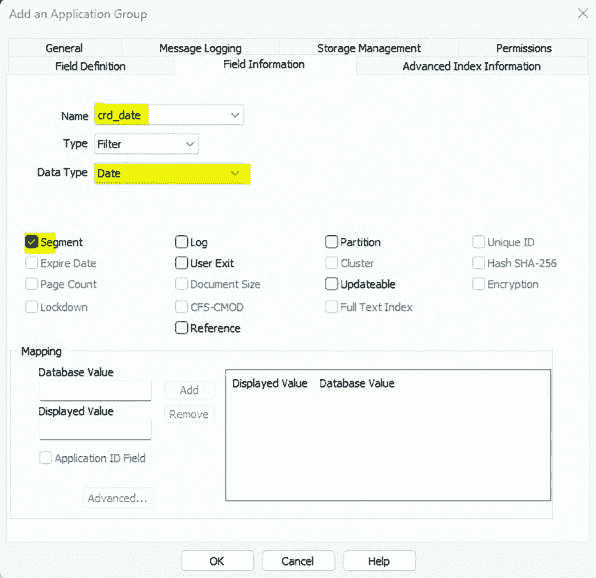 Add an Application Group
General Message Logging Storage Management Permissions
Field Definition Field Information Advanced Index Information
Name crd_date
Type Filter
Data Type Date
Segment Log Partition Unique ID
Expire Date User Exit Cluster Hash SHA-256
Page Count Document Size Updateable Encryption
Lockdown CFS-CMOD Full Text Index
Reference
Mapping
Database Value
Add
Displayed Value
Remove
Application ID Field
Advanced...
Displayed Value Database Value
OK Cancel Help